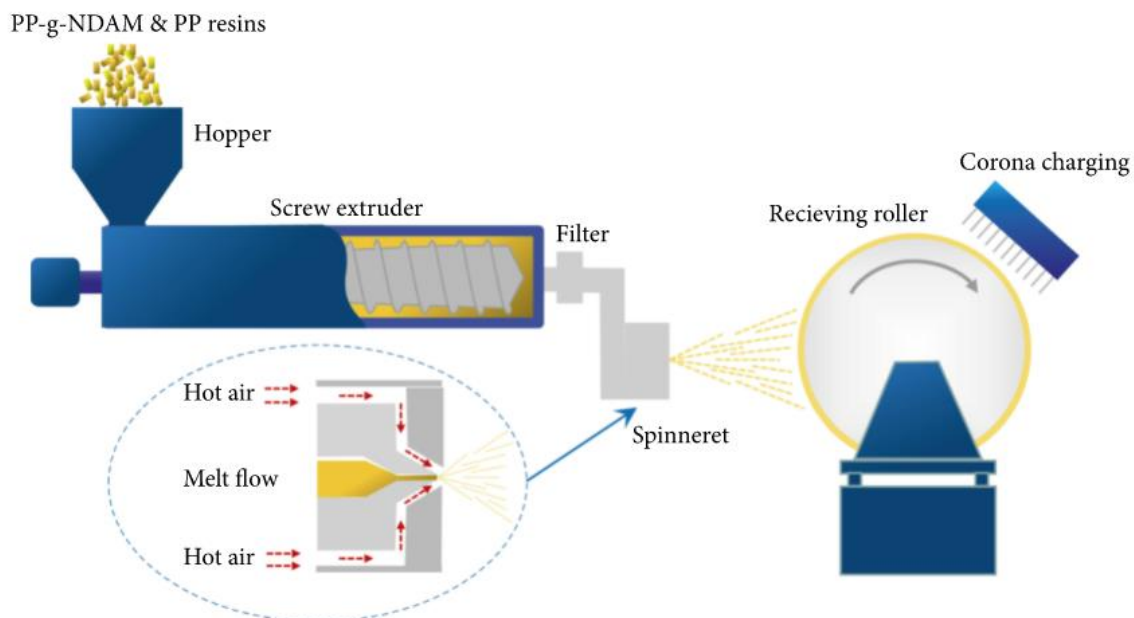 PP-g-NDAM & PP resins
Hopper
Screw extruder
Filter
Corona charging
Recieving roller
Hot air
Melt flow
Hot air
Spinneret